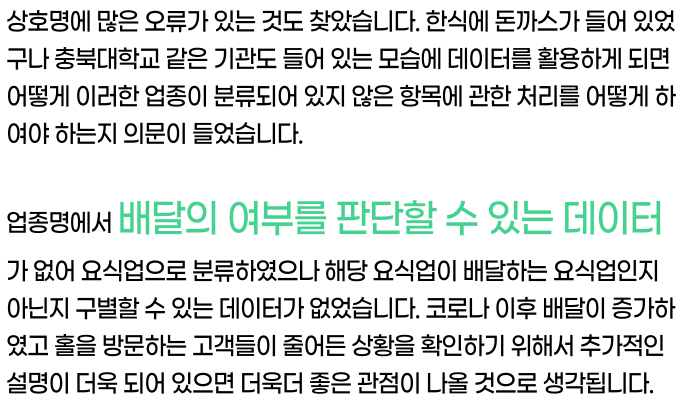 상호명에 많은 오류가 있는 것도 찾았습니다. 한식에 돈까스가 들어 있었
구나 충북대학교 같은 기관도 들어 있는 모습에 데이터를 활용하게 되면
어떻게 이러한 업종이 분류되어 있지 않은 항목에 관한 처리를 어떻게 하
여야 하는지 의문이 들었습니다.
업종명에서 배달의 여부를 판단할 수 있는 데이터
가 없어 요식업으로 분류하였으나 해당 요식업이 배달하는 요식업인지
아닌지 구별할 수 있는 데이터가 없었습니다. 코로나 이후 배달이 증가하
였고 홀을 방문하는 고객들이 줄어든 상황을 확인하기 위해서 추가적인
설명이 더욱 되어 있으면 더욱더 좋은 관점이 나올 것으로 생각됩니다.